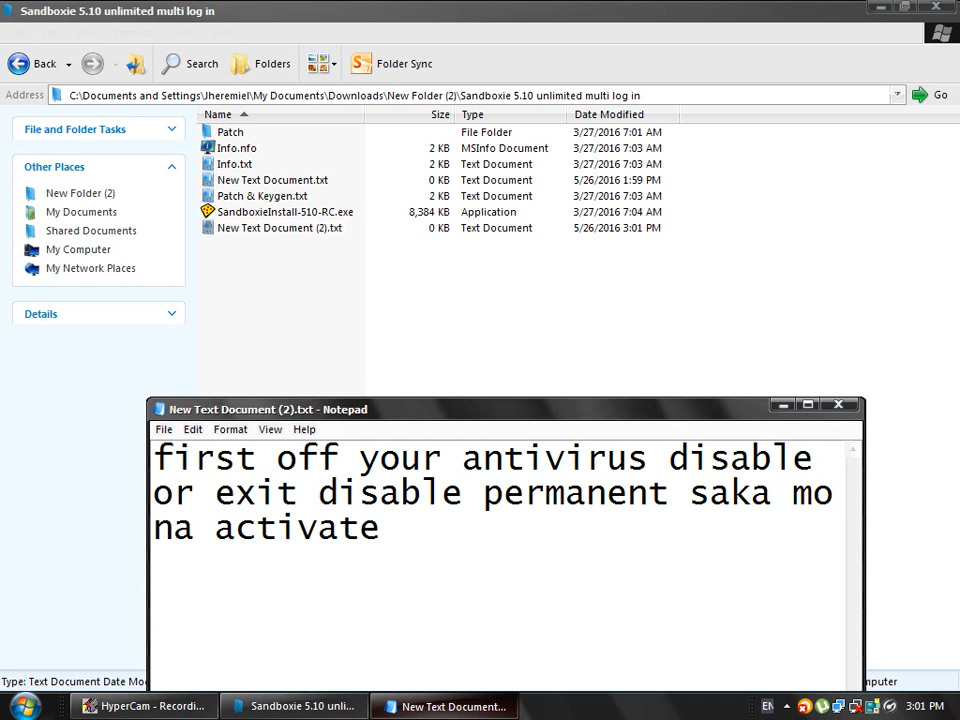 Sandboxie 5.10 unlimited multi log in
Back
Search
Folders
Folder Sync
Address
C:\Documents and Settings\Jheremiel\My Documents\Downloads\New Folder (2)\Sandboxie 5.10 unlimited multi log in
Go
File and Folder Tasks
Other Places
New Folder (2)
My Documents
Shared Documents
My Computer
My Network Places
Details
Name Size Type Date Modified
Patch File Folder 3/27/2016 7:01 AM
Info.nfo 2 KB MSInfo Document 3/27/2016 7:03 AM
Info.txt 2 KB Text Document 3/27/2016 7:03 AM
New Text Document.txt 0 KB Text Document 5/26/2016 1:59 PM
Patch & Keygen.txt 2 KB Text Document 3/27/2016 7:03 AM
SandboxieInstall-510-RC.exe 8,384 KB Application 3/27/2016 7:04 AM
New Text Document (2).txt 0 KB Text Document 5/26/2016 3:01 PM
New Text Document (2).txt - Notepad
File Edit Format View Help
first off your antivirus disable
or exit disable permanent saka mo
na activate
Type: Text Document Date Mo
mputer
HyperCam - Recordi...
Sandboxie 5.10 unli...
New Text Document...
EN
3:01 PM